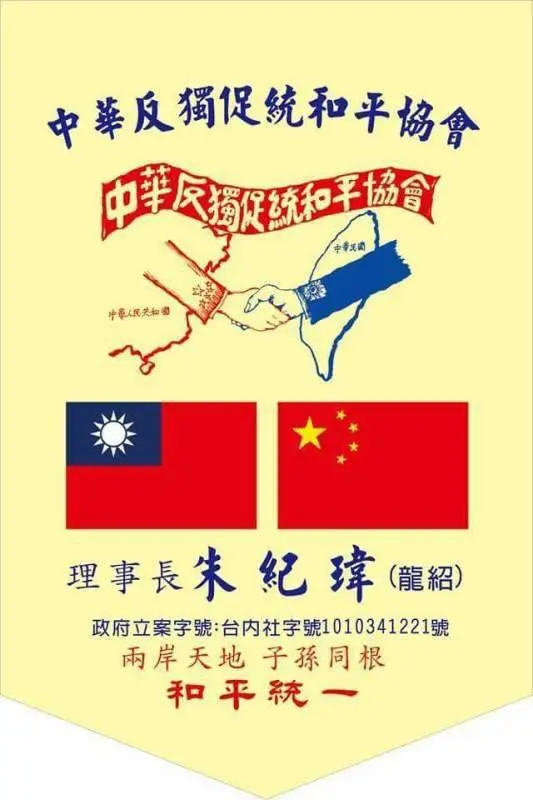 中華反獨促統和平協會
中華反獨促統和平協會
中華民國
中華人民共和國
理事長朱紀瑋(龍紹)
政府立案字號:台内社字號1010341221號
兩岸天地 子孫同根
和平統一